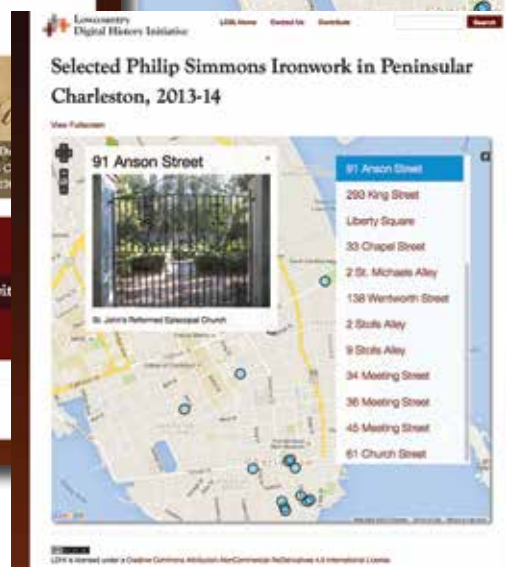 Lowcountry
Digital History Initiative
LDHI Home
Contact Us
Contribute
Search
Selected Philip Simmons Ironwork in Peninsular
Charleston, 2013-14
View Fullscreen
91 Anson Street
St. John's Reformed Episcopal Church
91 Anson Street
293 King Street
Liberty Square
33 Chapel Street
2 St. Michaels Alley
138 Wentworth Street
2 Stolls Alley
9 Stolls Alley
34 Meeting Street
36 Meeting Street
45 Meeting Street
61 Church Street
Google
LDHI is licensed under a Creative Commons Attribution-NonCommercial-NoDerivatives 4.0 International License.